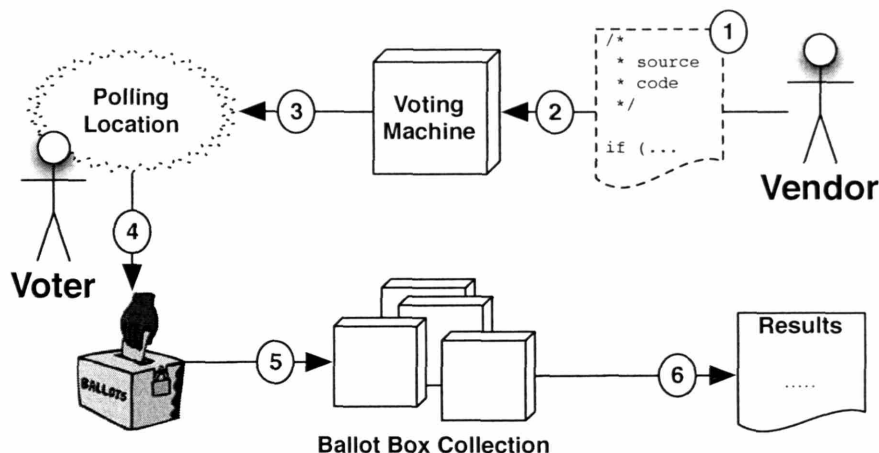 1
/*
* source
* code
*/
if (...
Vendor
2
Voting
Machine
3
Polling
Location
Voter
4
BALLOTS
5
Ballot Box Collection
6
Results
.....